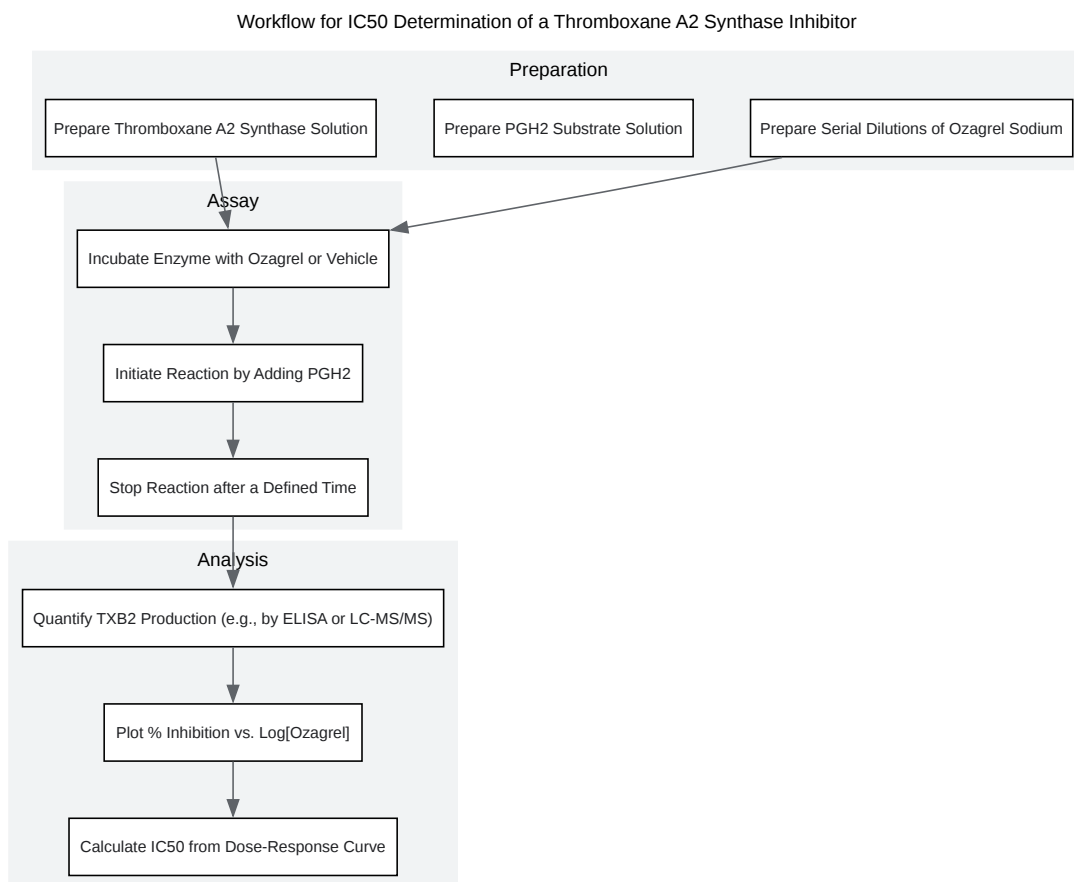 Workflow for IC50 Determination of a Thromboxane A2 Synthase Inhibitor
Preparation
Prepare Thromboxane A2 Synthase Solution
Prepare PGH2 Substrate Solution
Prepare Serial Dilutions of Ozagrel Sodium
Assay
Incubate Enzyme with Ozagrel or Vehicle
Initiate Reaction by Adding PGH2
Stop Reaction after a Defined Time
Analysis
Quantify TXB2 Production (e.g., by ELISA or LC-MS/MS)
Plot % Inhibition vs. Log[Ozagrel]
Calculate IC50 from Dose-Response Curve